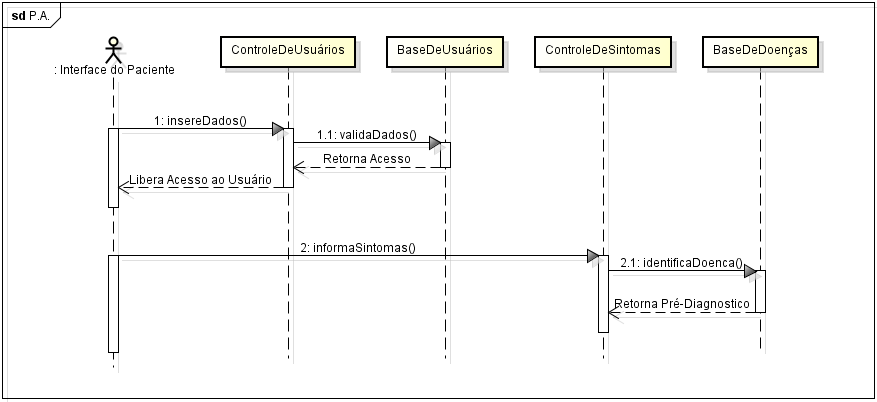 sd P.A.
: Interface do Paciente
ControleDeUsuários
BaseDeUsuários
ControleDeSintomas
BaseDeDoenças
1: insereDados()
1.1: validaDados()
Retorna Acesso
Libera Acesso ao Usuário
2: informaSintomas()
2.1: identificaDoenca()
Retorna Pré-Diagnostico